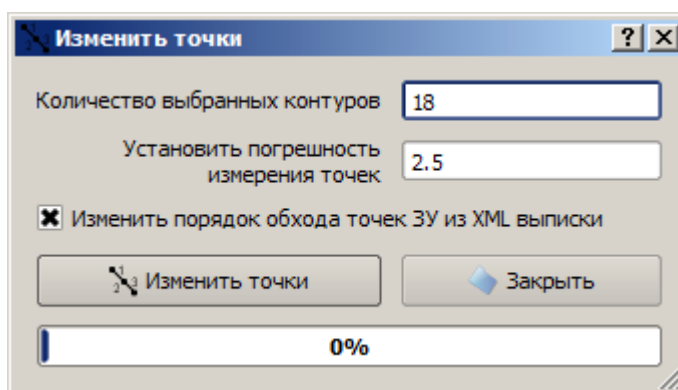 Изменить точки
Количество выбранных контуров 18
Установить погрешность
измерения точек 2.5
Изменить порядок обхода точек ЗУ из XML выписки
Изменить точки Закрыть
0%